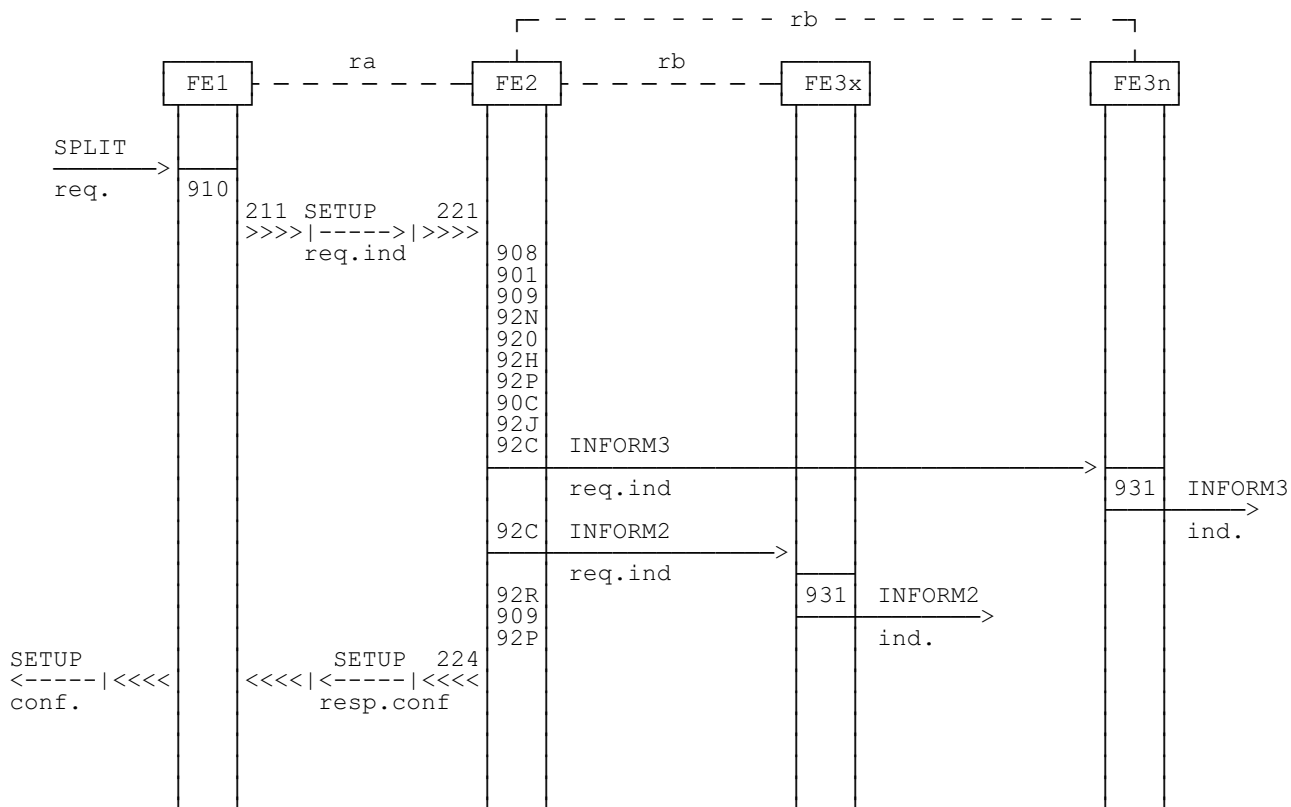 rb
ra rb
FE1 FE2 FE3x FE3n
SPLIT
req. 910
211 SETUP 221
>>>>|----->|>>>>
req.ind 908
901
909
92N
920
92H
92P
90C
92J
92C INFORM3
req.ind 931 INFORM3
92C INFORM2 ind.
req.ind
92R 931 INFORM2
909
92P ind.
SETUP SETUP 224
<-----|<<<< <<<<|<-----|<<<<
conf. resp.conf